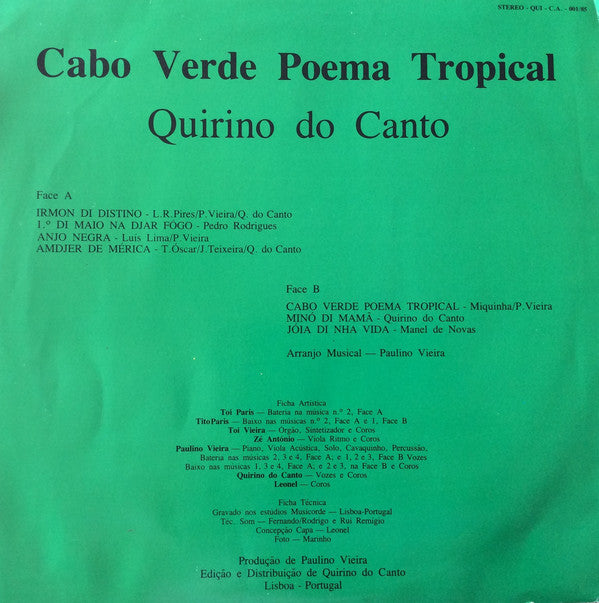 STEREO - QUI - C.A. - 001/85
Cabo Verde Poema Tropical
Quirino do Canto
Face A
IRMON DI DISTINO - L.R.Pires/P.Vieira/Q. do Canto
1.º DI MAIO NA DJAR FOGO - Pedro Rodrigues
ANJO NEGRA - Luís Lima/P.Vieira
AMDJER DE MÉRICA - T.Óscar/J.Teixeira/Q. do Canto
Face B
CABO VERDE POEMA TROPICAL - Miquinha/P.Vieira
MINÓ DI MAMÃ - Quirino do Canto
JÓIA DI NHA VIDA - Manel de Novas
Arranjo Musical — Paulino Vieira
Ficha Artística
Toi Paris — Bateria na música n.º 2, Face A
Tito Paris — Baixo nas músicas n.º 2, Face A e 1, Face B
Toi Vieira — Orgão, Sintetizador e Coros
Zé António — Viola Ritmo e Coros
Paulino Vieira — Piano, Viola Acústica, Solo, Cavaquinho, Percussão,
Bateria nas músicas 2, 3 e 4, Face A; e 1, 2 e 3, Face B Vozes
Baixo nas músicas 1, 3 e 4, Face A; e 2 e 3, na Face B e Coros
Quirino do Canto — Vozes e Coros
Leonel — Coros
Ficha Técnica
Gravado nos estúdios Musicorde — Lisboa-Portugal
Téc. Som — Fernando/Rodrigo e Rui Remígio
Concepção Capa — Leonel
Foto — Marinho
Produção de Paulino Vieira
Edição e Distribuição de Quirino do Canto
Lisboa - Portugal